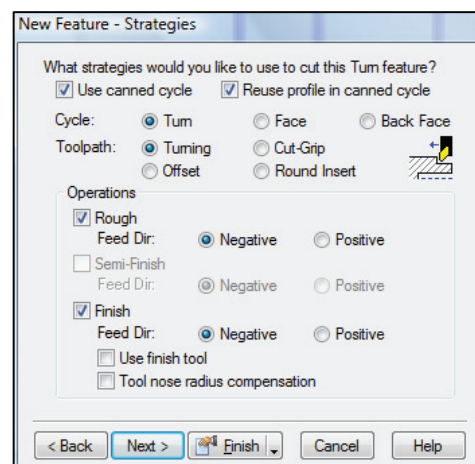 New Feature - Strategies
What strategies would you like to use to cut this Turn feature?
Use canned cycle Reuse profile in canned cycle
Cycle: Turn Face Back Face
Toolpath: Turning Cut-Grip
Offset Round Insert
Operations
Rough
Feed Dir: Negative Positive
Semi-Finish
Feed Dir: Negative Positive
Finish
Feed Dir: Negative Positive
Use finish tool
Tool nose radius compensation
< Back Next > Finish Cancel Help